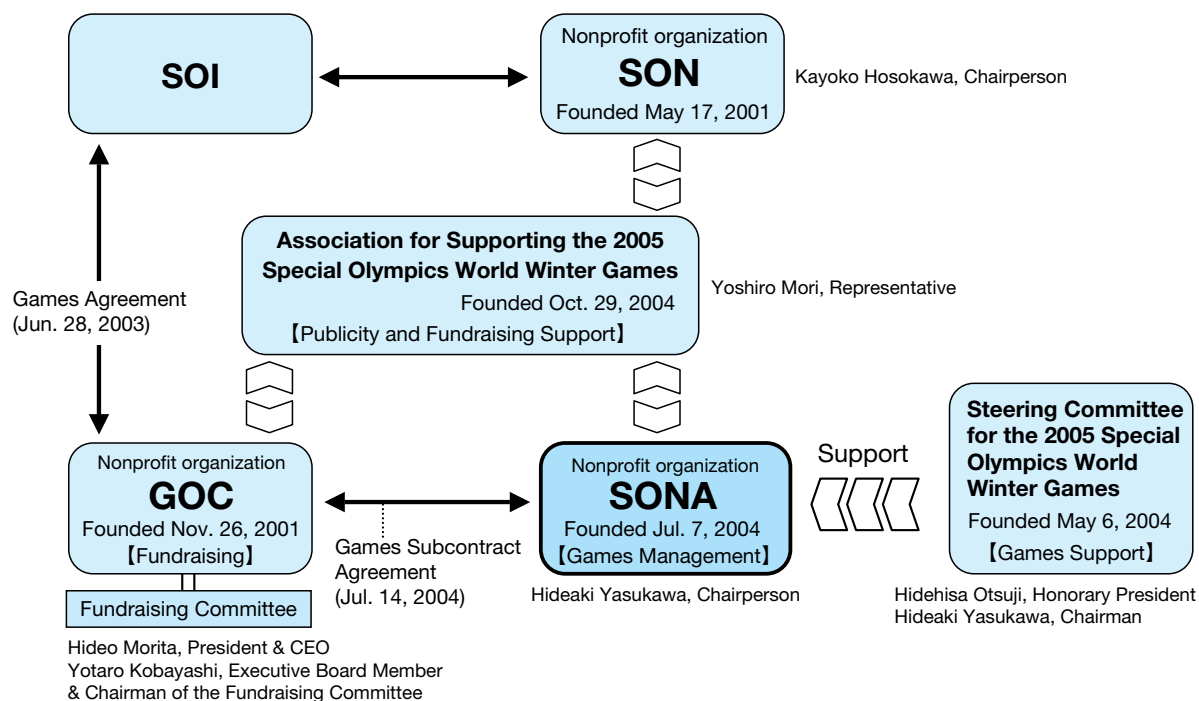 SOI
Nonprofit organization
SON
Founded May 17, 2001
Kayoko Hosokawa, Chairperson
Association for Supporting the 2005
Special Olympics World Winter Games
Founded Oct. 29, 2004
【Publicity and Fundraising Support】
Yoshiro Mori, Representative
Games Agreement
(Jun. 28, 2003)
Nonprofit organization
GOC
Founded Nov. 26, 2001
【Fundraising】
Fundraising Committee
Hideo Morita, President & CEO
Yotaro Kobayashi, Executive Board Member
& Chairman of the Fundraising Committee
Games Subcontract
Agreement
(Jul. 14, 2004)
Nonprofit organization
SONA
Founded Jul. 7, 2004
【Games Management】
Hideaki Yasukawa, Chairperson
Support
Steering Committee
for the 2005 Special
Olympics World
Winter Games
Founded May 6, 2004
【Games Support】
Hidehisa Otsuji, Honorary President
Hideaki Yasukawa, Chairman